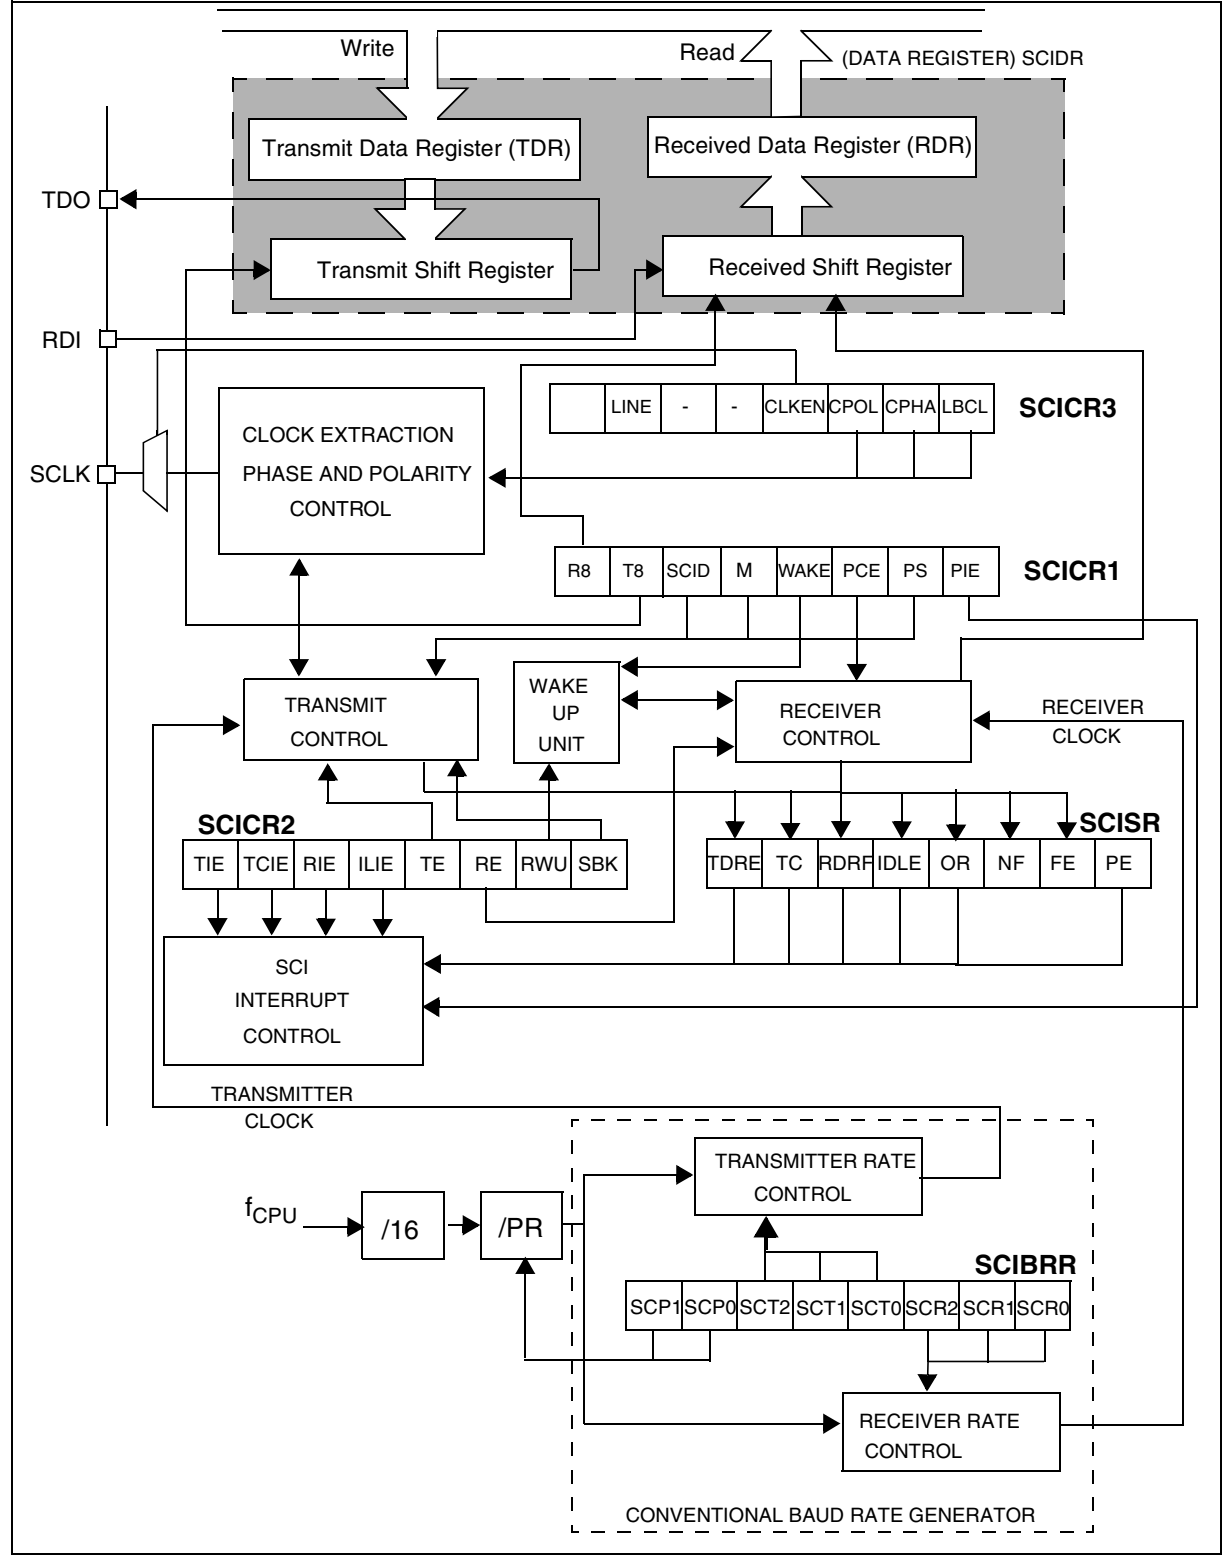 Write
Read
(DATA REGISTER) SCIDR
Transmit Data Register (TDR)
Received Data Register (RDR)
TDO
Transmit Shift Register
Received Shift Register
RDI
LINE - - CLKEN CPOL CPHA LBCL
SCICR3
CLOCK EXTRACTION
PHASE AND POLARITY
CONTROL
SCLK
R8 T8 SCID M WAKE PCE PS PIE
SCICR1
TRANSMIT
CONTROL
WAKE
UP
UNIT
RECEIVER
CONTROL
RECEIVER
CLOCK
SCICR2
SCISR
TIE TCIE RIE ILIE TE RE RWU SBK
TDRE TC RDRF IDLE OR NF FE PE
SCI
INTERRUPT
CONTROL
TRANSMITTER
CLOCK
TRANSMITTER RATE
CONTROL
fCPU
/16
/PR
SCIBRR
SCP1 SCP0 SCT2 SCT1 SCT0 SCR2 SCR1 SCR0
RECEIVER RATE
CONTROL
CONVENTIONAL BAUD RATE GENERATOR